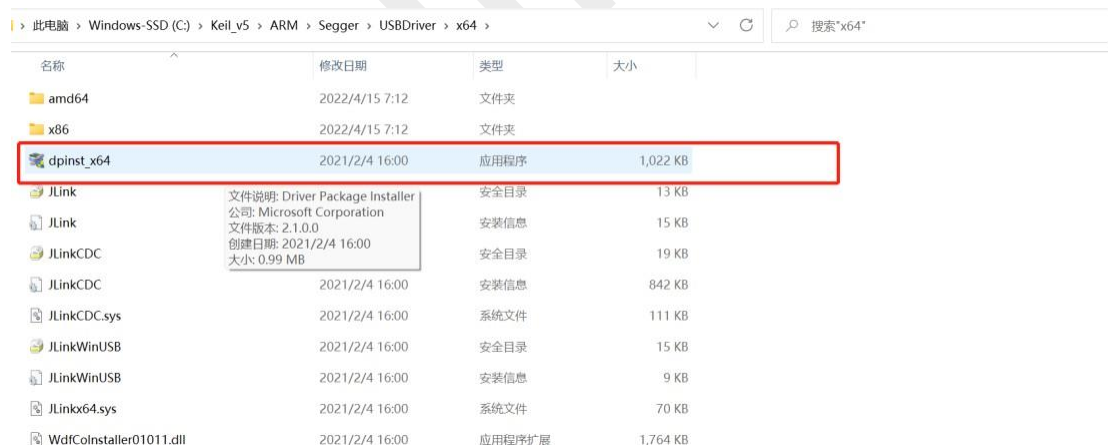 此电脑 > Windows-SSD (C:) > Keil_v5 > ARM > Segger > USBDriver > x64 > 搜索"x64"
名称 修改日期 类型 大小
amd64 2022/4/15 7:12 文件夹
x86 2022/4/15 7:12 文件夹
dpinst_x64 2021/2/4 16:00 应用程序 1,022 KB
JLink 安全目录 13 KB
文件说明: Driver Package Installer
公司: Microsoft Corporation
文件版本: 2.1.0.0
创建日期: 2021/2/4 16:00
大小: 0.99 MB
JLink 安装信息 15 KB
JLinkCDC 安全目录 19 KB
JLinkCDC 2021/2/4 16:00 安装信息 842 KB
JLinkCDC.sys 2021/2/4 16:00 系统文件 111 KB
JLinkWinUSB 2021/2/4 16:00 安全目录 15 KB
JLinkWinUSB 2021/2/4 16:00 安装信息 9 KB
JLinkx64.sys 2021/2/4 16:00 系统文件 70 KB
WdfCoInstaller01011.dll 2021/2/4 16:00 应用程序扩展 1,764 KB